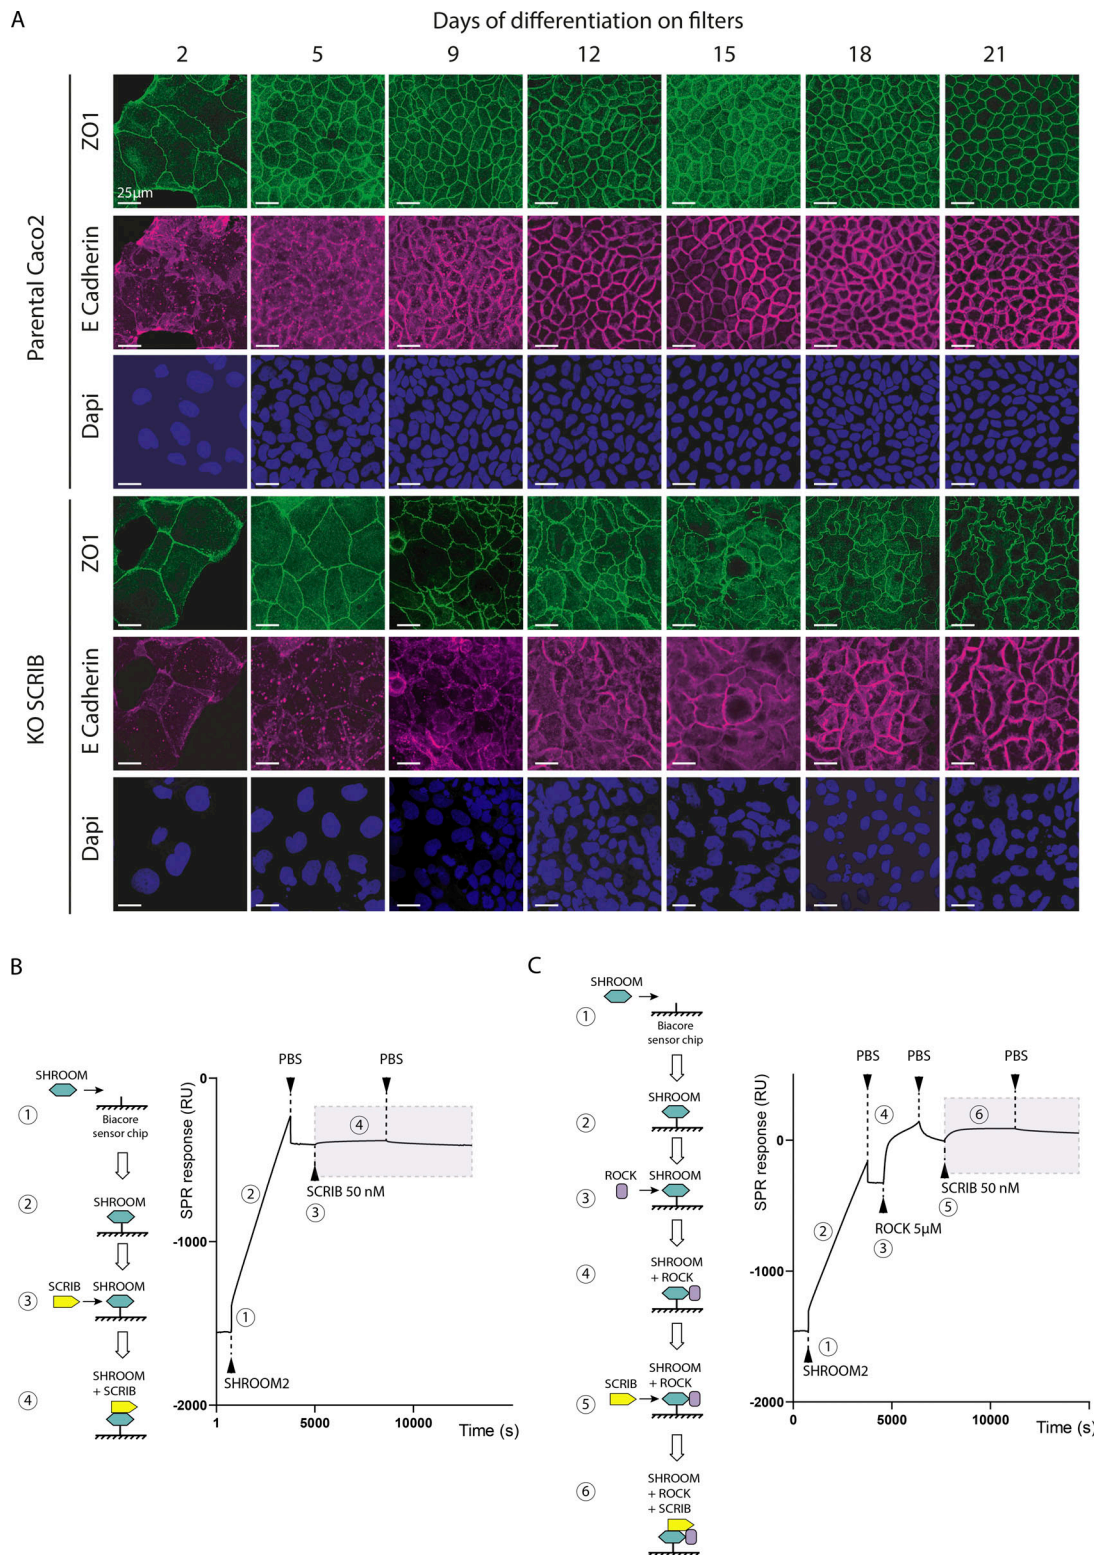 A
Days of differentiation on filters
2 5 9 12 15 18 21
Parental Caco2
ZO1
25µm
E Cadherin
Dapi
KO SCRIB
ZO1
E Cadherin
Dapi
B
SHROOM
1
Biacore
sensor chip
2
SHROOM
3
SCRIB
SHROOM
4
SHROOM
+ SCRIB
SPR response (RU)
0
-1000
-2000
1 5000 10000
Time (s)
PBS
PBS
4
2
SCRIB 50 nM
3
1
SHROOM2
C
SHROOM
1
Biacore
sensor chip
2
SHROOM
3
ROCK
SHROOM
4
SHROOM
+ ROCK
5
SCRIB
SHROOM
+ ROCK
6
SHROOM
+ ROCK
+ SCRIB
SPR response (RU)
0
-1000
-2000
0 5000 10000
Time (s)
PBS
PBS
PBS
4
6
2
SCRIB 50 nM
5
ROCK 5µM
3
1
SHROOM2